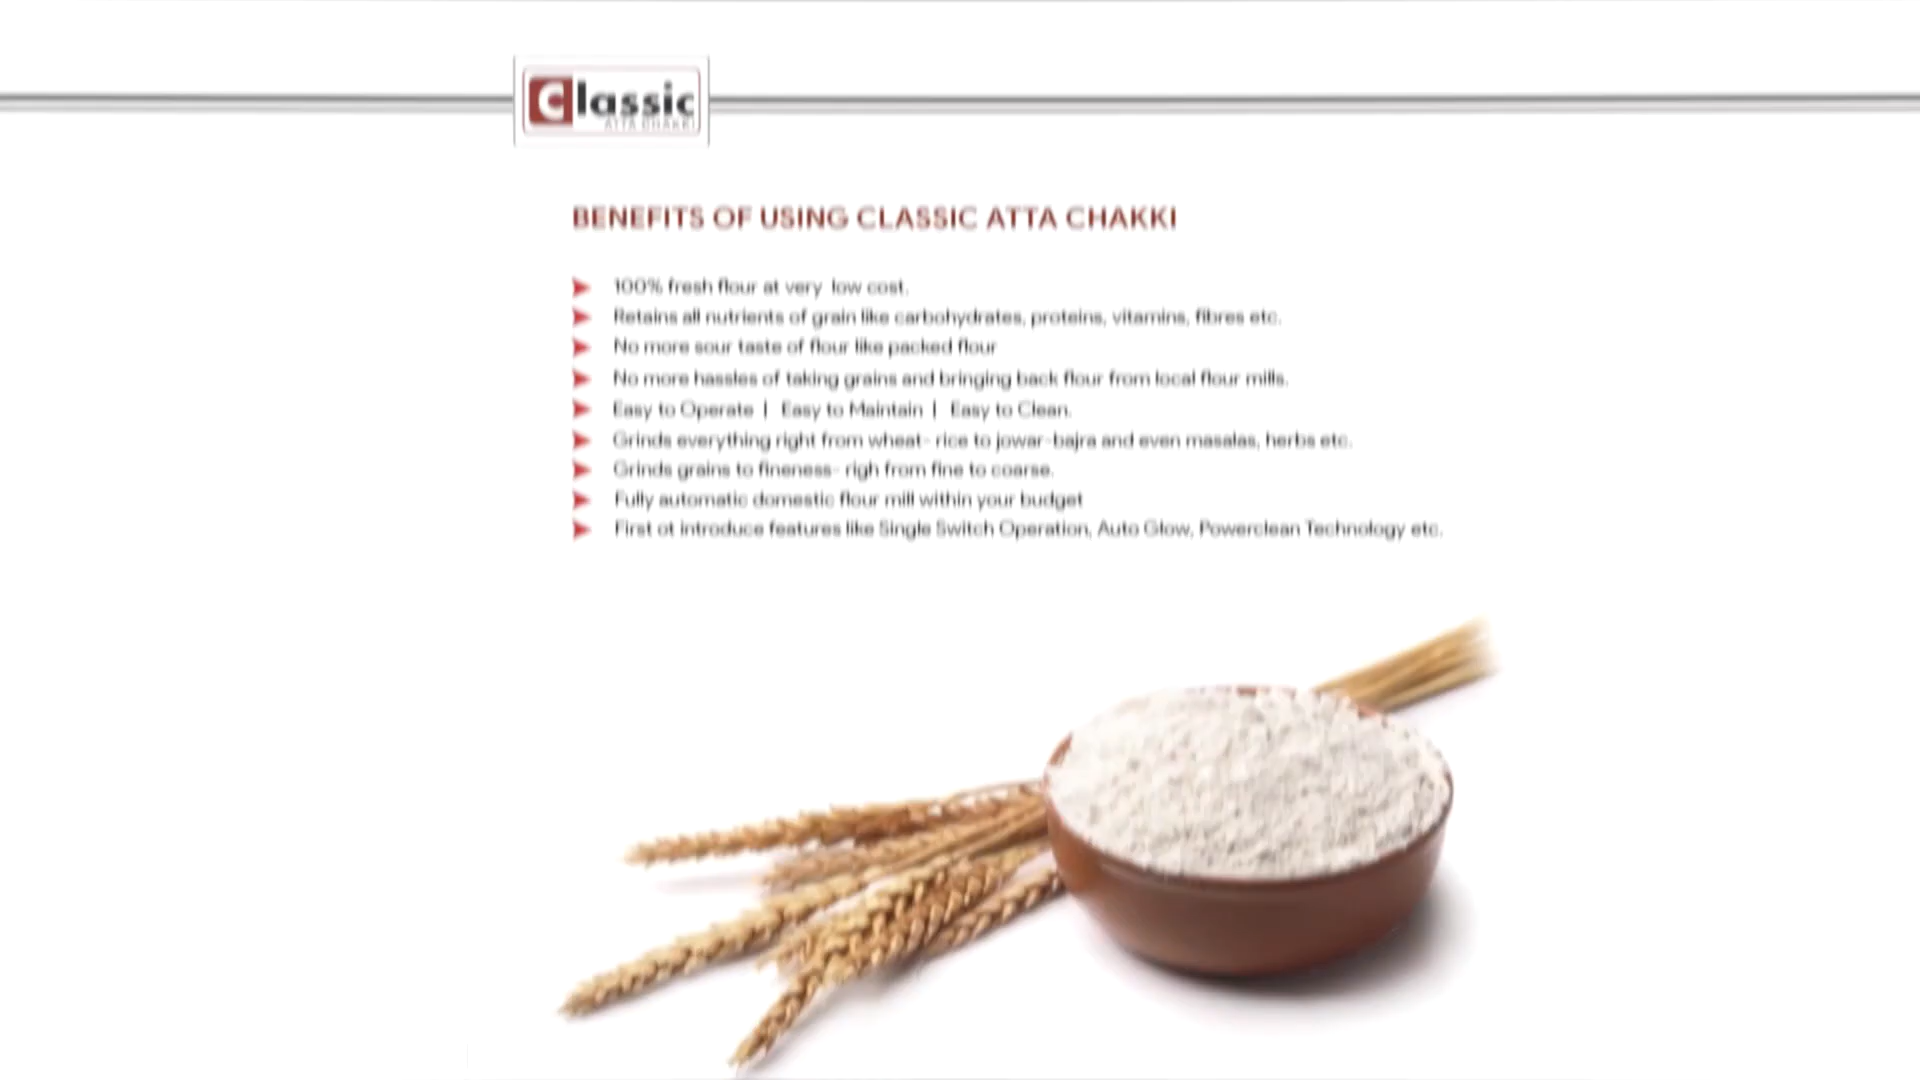 Classic
ATTA CHAKKI
BENEFITS OF USING CLASSIC ATTA CHAKKI
100% fresh flour at very low cost.
Retains all nutrients of grain like carbohydrates, proteins, vitamins, fibres etc.
No more sour taste of flour like packed flour
No more hassles of taking grains and bringing back flour from local flour mills.
Easy to Operate | Easy to Maintain | Easy to Clean.
Grinds everything right from wheat- rice to jowar-bajra and even masalas, herbs etc.
Grinds grains to fineness- righ from fine to coarse.
Fully automatic domestic flour mill within your budget
First ot introduce features like Single Switch Operation, Auto Glow, Powerclean Technology etc.